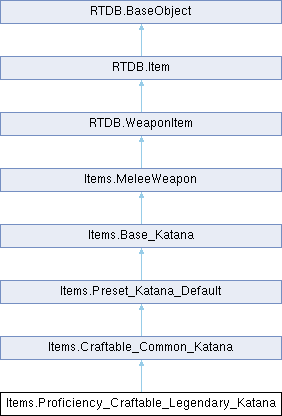 RTDB.BaseObject
RTDB.Item
RTDB.WeaponItem
Items.MeleeWeapon
Items.Base_Katana
Items.Preset_Katana_Default
Items.Craftable_Common_Katana
Items.Proficiency_Craftable_Legendary_Katana